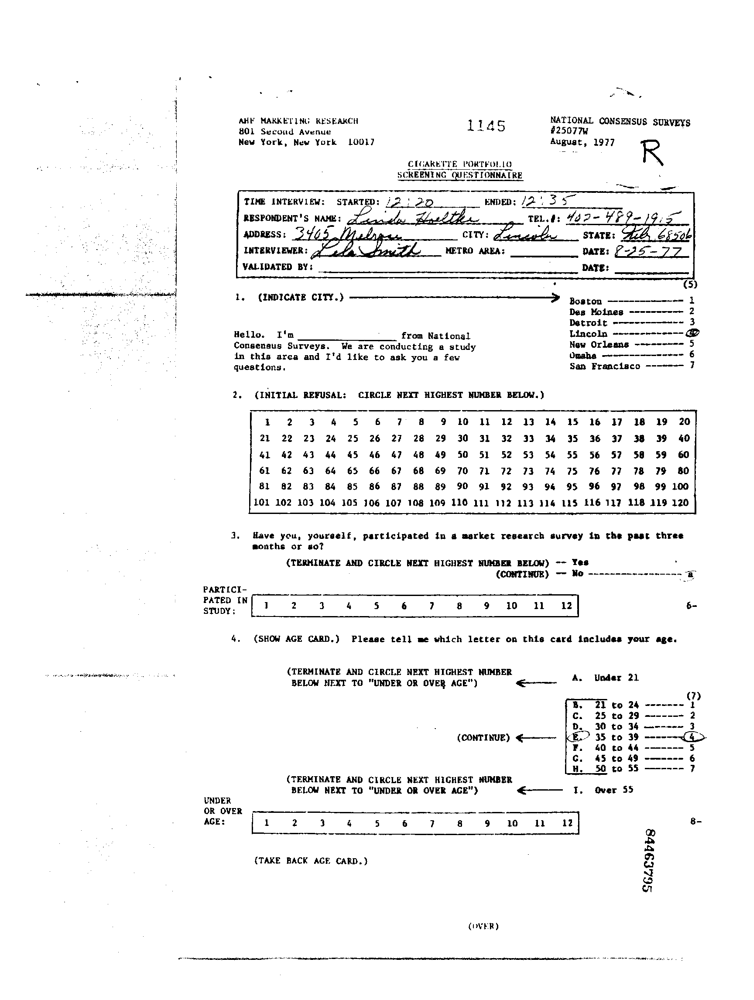 AHF MARKETING RESEARCH
801 Second Avenue
New York, New York 10017
1145
NATIONAL CONSENSUS SURVEYS
#25077W
August, 1977
R
CIGARETTE PORTFOLIO
SCREENING QUESTIONNAIRE
TIME INTERVIEW: STARTED: 12:20 ENDED: 12:35
RESPONDENT'S NAME: Linda Hoeltke TEL.#: 402-489-1915
ADDRESS: 3405 Melrose CITY: Lincoln STATE: Neb. 68506
INTERVIEWER: Lela Smith METRO AREA: DATE: 8-25-77
VALIDATED BY: DATE:
(5)
1. (INDICATE CITY.) Boston 1
Des Moines 2
Detroit 3
Lincoln
New Orleans 5
Omaha 6
San Francisco 7
Hello. I'm ____ from National
Consensus Surveys. We are conducting a study
in this area and I'd like to ask you a few
questions.
2. (INITIAL REFUSAL: CIRCLE NEXT HIGHEST NUMBER BELOW.)
1 2 3 4 5 6 7 8 9 10 11 12 13 14 15 16 17 18 19 20
21 22 23 24 25 26 27 28 29 30 31 32 33 34 35 36 37 38 39 40
41 42 43 44 45 46 47 48 49 50 51 52 53 54 55 56 57 58 59 60
61 62 63 64 65 66 67 68 69 70 71 72 73 74 75 76 77 78 79 80
81 82 83 84 85 86 87 88 89 90 91 92 93 94 95 96 97 98 99 100
101 102 103 104 105 106 107 108 109 110 111 112 113 114 115 116 117 118 119 120
3. Have you, yourself, participated in a market research survey in the past three
months or so?
(TERMINATE AND CIRCLE NEXT HIGHEST NUMBER BELOW) -- Yes
(CONTINUE) -- No
PARTICI-
PATED IN
STUDY: 1 2 3 4 5 6 7 8 9 10 11 12 6-
4. (SHOW AGE CARD.) Please tell me which letter on this card includes your age.
(TERMINATE AND CIRCLE NEXT HIGHEST NUMBER
BELOW NEXT TO "UNDER OR OVER AGE") A. Under 21
(7)
B. 21 to 24 ------- 1
C. 25 to 29 ------- 2
D. 30 to 34 ------- 3
(CONTINUE) E. 35 to 39 ------- 4
F. 40 to 44 ------- 5
G. 45 to 49 ------- 6
H. 50 to 55 ------- 7
(TERMINATE AND CIRCLE NEXT HIGHEST NUMBER
BELOW NEXT TO "UNDER OR OVER AGE") I. Over 55
UNDER
OR OVER
AGE: 1 2 3 4 5 6 7 8 9 10 11 12 8-
(TAKE BACK AGE CARD.)
84463795
(OVER)